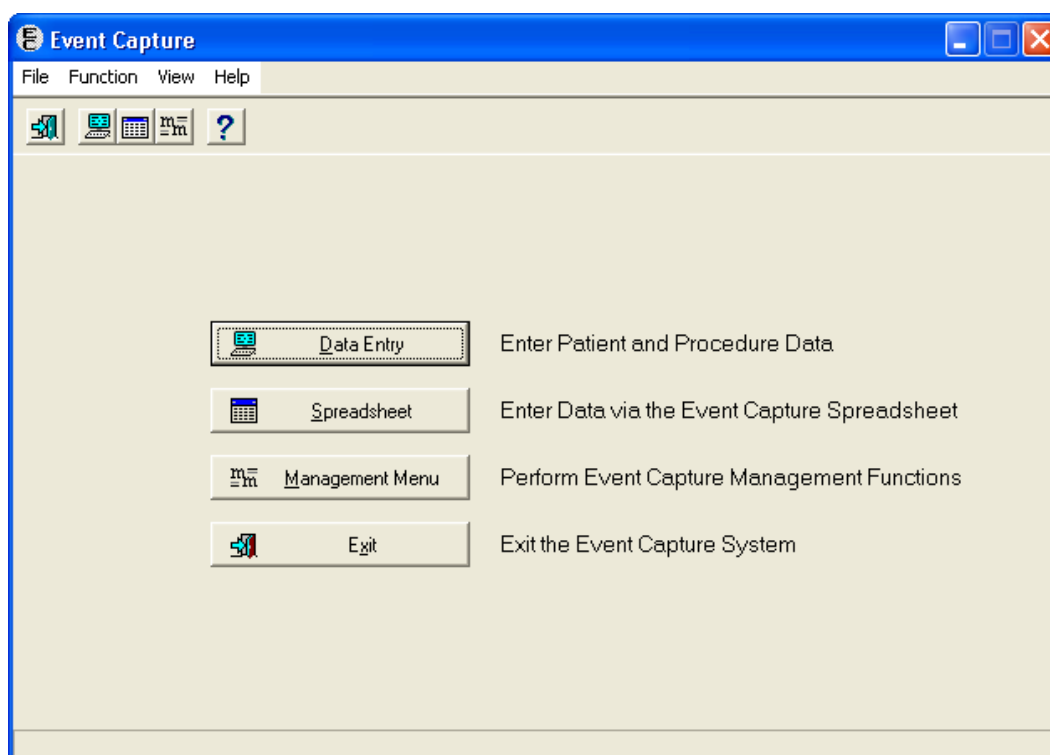 Event Capture
File Function View Help
?
Data Entry Enter Patient and Procedure Data
Spreadsheet Enter Data via the Event Capture Spreadsheet
Management Menu Perform Event Capture Management Functions
Exit Exit the Event Capture System